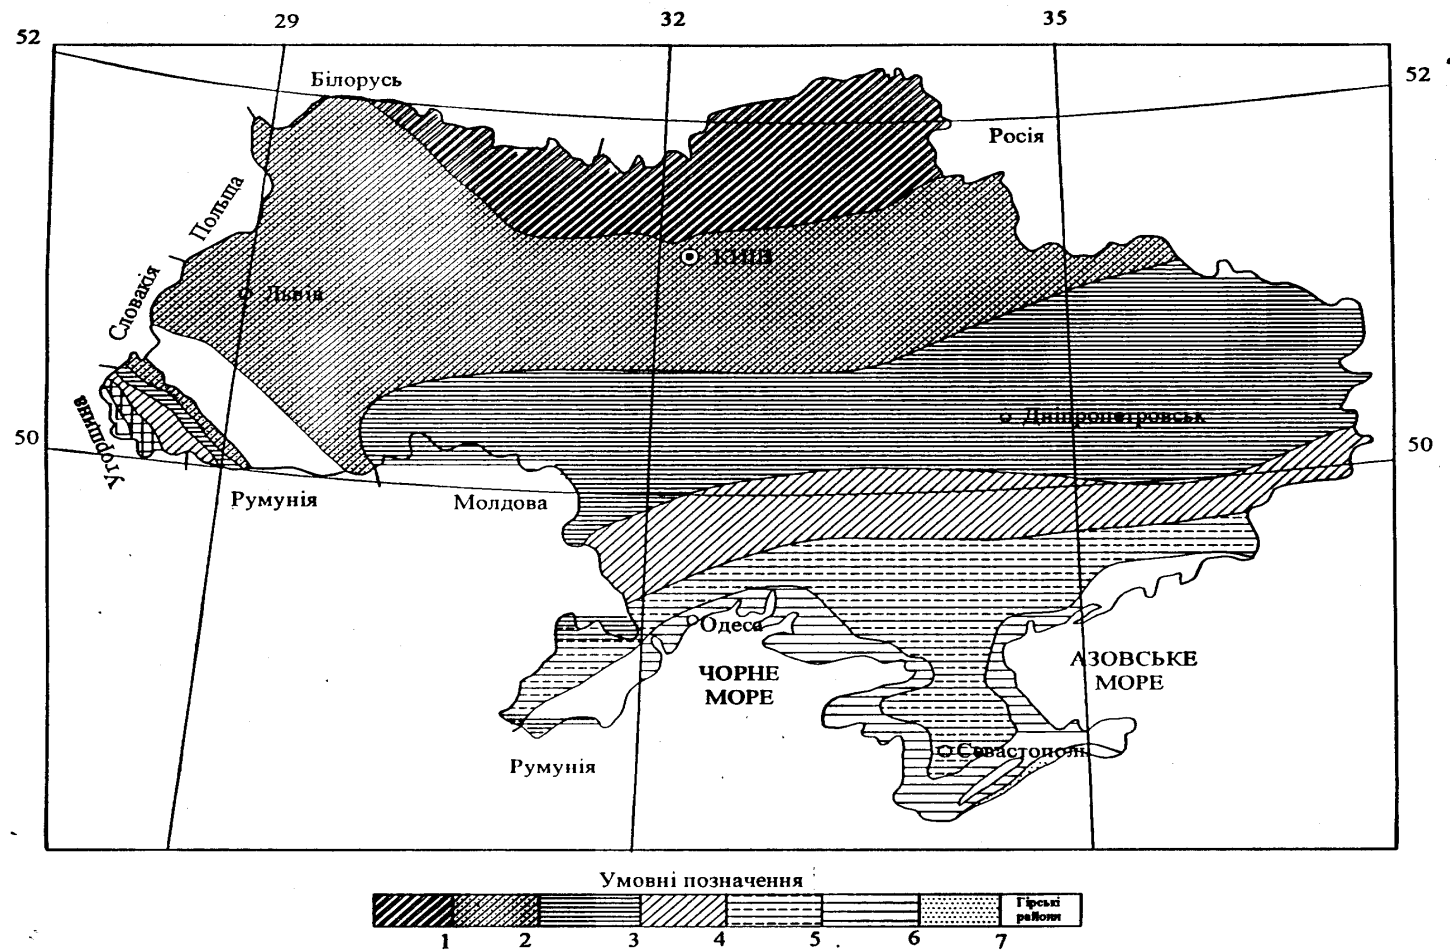 29 32 35
52
52
Білорусь
Росія
Польща
КИЇВ
Словакія
Львів
Угорщина
Дніпропетровськ
50
50
Румунія
Молдова
Одеса
ЧОРНЕ
МОРЕ
АЗОВСЬКЕ
МОРЕ
Севастополь
Румунія
Умовні позначення
Гірські
райони
1 2 3 4 5 6 7